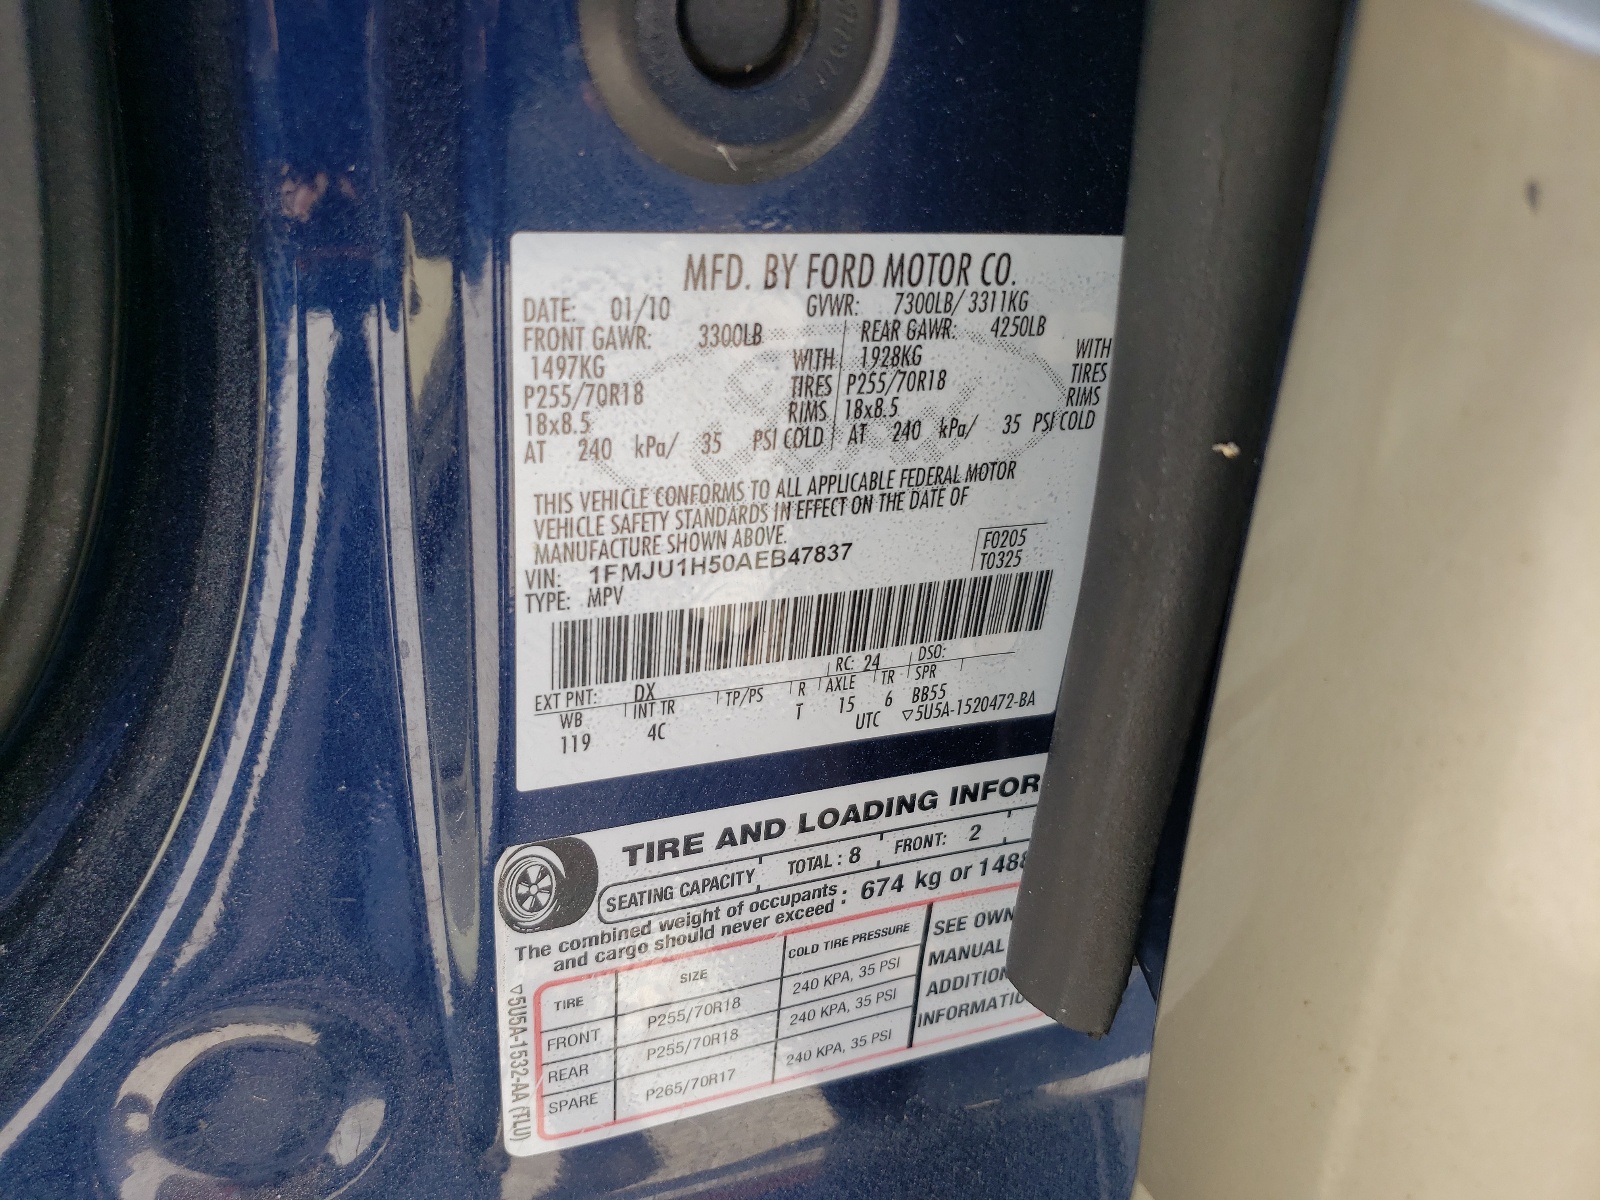 MFD. BY FORD MOTOR CO.
DATE: 01/10 GVWR: 7300LB/ 3311KG
FRONT GAWR: 3300LB REAR GAWR: 4250LB
1497KG WITH 1928KG WITH
P255/70R18 TIRES P255/70R18 TIRES
18x8.5 RIMS 18x8.5 RIMS
AT 240 kPa/ 35 PSI COLD AT 240 kPa/ 35 PSI COLD
THIS VEHICLE CONFORMS TO ALL APPLICABLE FEDERAL MOTOR
VEHICLE SAFETY STANDARDS IN EFFECT ON THE DATE OF
MANUFACTURE SHOWN ABOVE.
F0205
VIN: 1FMJU1H50AEB47837
T0325
TYPE: MPV
RC: 24 DSO:
EXT PNT: DX
WB INT TR TP/PS R AXLE TR SPR
119 4C T 15 6 BB55
UTC ▽5U5A-1520472-BA
TIRE AND LOADING INFOR
SEATING CAPACITY TOTAL : 8 FRONT: 2
The combined weight of occupants
and cargo should never exceed : 674 kg or 1488
TIRE SIZE COLD TIRE PRESSURE
FRONT P255/70R18 240 KPA, 35 PSI
REAR P255/70R18 240 KPA, 35 PSI
SPARE P265/70R17 240 KPA, 35 PSI
SEE OWN
MANUAL
ADDITION
INFORMATIO
▽5U5A-1532-AA (TLU)